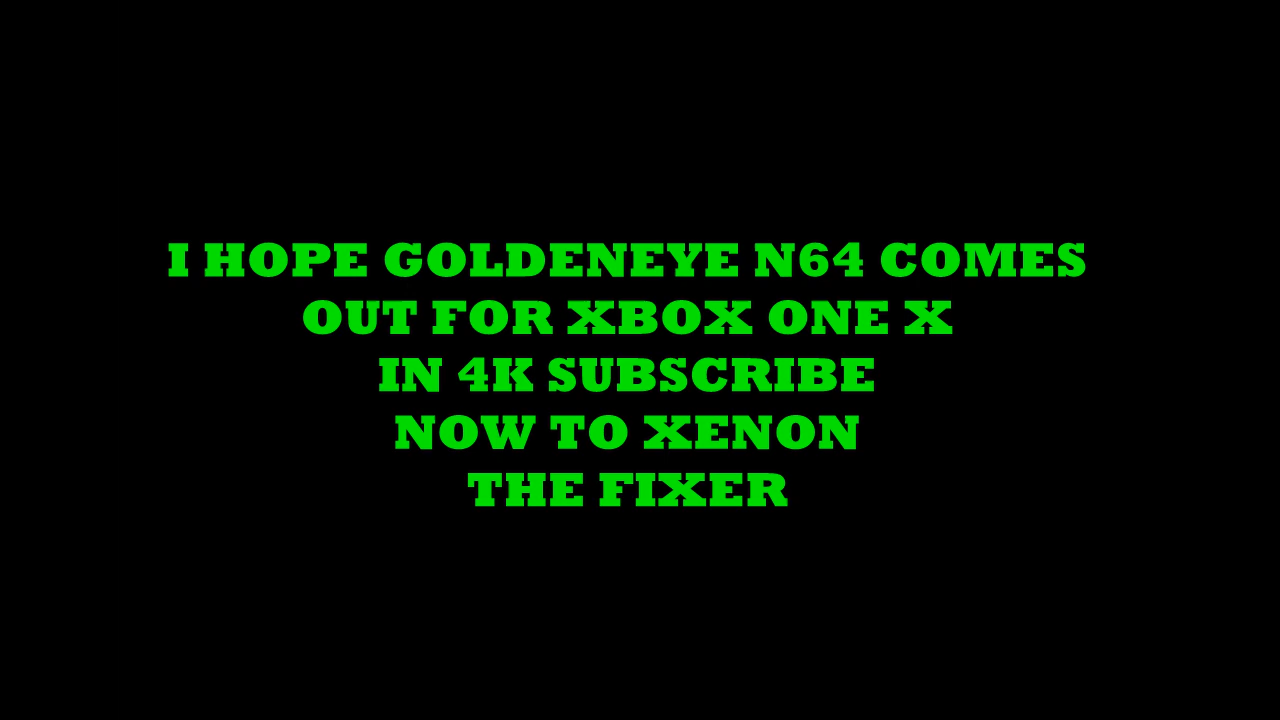 I HOPE GOLDENEYE N64 COMES
OUT FOR XBOX ONE X
IN 4K SUBSCRIBE
NOW TO XENON
THE FIXER